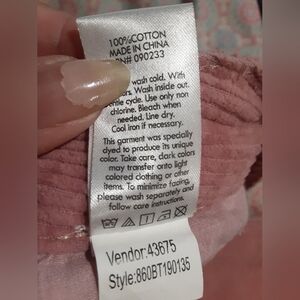 100%COTTON
MADE IN CHINA
RN# 090233
wash cold. With
rs. Wash inside out.
ntle cycle. Use only non
chlorine. Bleach when
needed. Line dry.
Cool iron if necessary.
This garment was specially
dyed to produce its unique
color. Take care, dark colors
may transfer onto light
colored clothing or other
items. To minimize fading,
please wash separately and
follow care instructions.
Vendor:43675
Style:860BT190135